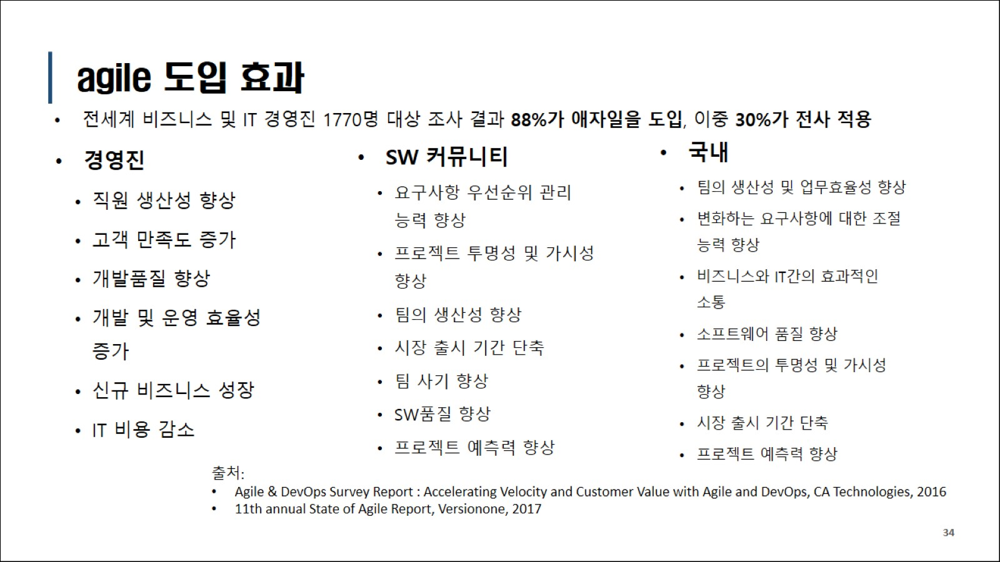 agile 도입 효과
• 전세계 비즈니스 및 IT 경영진 1770명 대상 조사 결과 88%가 애자일을 도입, 이중 30%가 전사 적용
• 경영진
• 직원 생산성 향상
• 고객 만족도 증가
• 개발품질 향상
• 개발 및 운영 효율성
증가
• 신규 비즈니스 성장
• IT 비용 감소
• SW 커뮤니티
• 요구사항 우선순위 관리
능력 향상
• 프로젝트 투명성 및 가시성
향상
• 팀의 생산성 향상
• 시장 출시 기간 단축
• 팀 사기 향상
• SW품질 향상
• 프로젝트 예측력 향상
• 국내
• 팀의 생산성 및 업무효율성 향상
• 변화하는 요구사항에 대한 조절
능력 향상
• 비즈니스와 IT간의 효과적인
소통
• 소프트웨어 품질 향상
• 프로젝트의 투명성 및 가시성
향상
• 시장 출시 기간 단축
• 프로젝트 예측력 향상
출처:
• Agile & DevOps Survey Report : Accelerating Velocity and Customer Value with Agile and DevOps, CA Technologies, 2016
• 11th annual State of Agile Report, Versionone, 2017
34